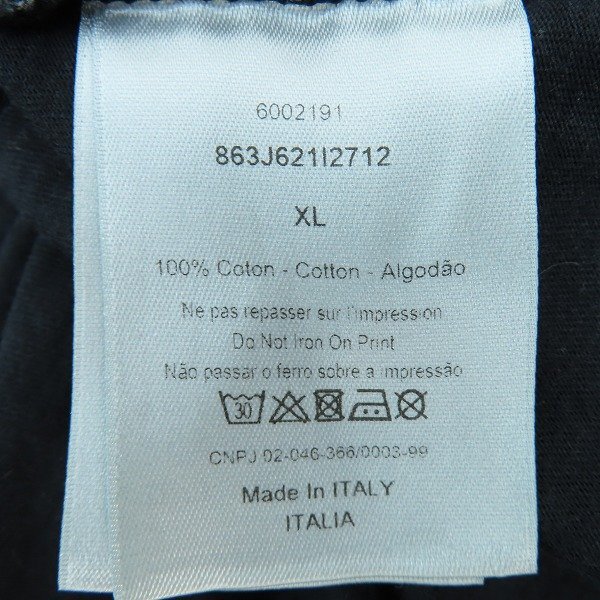 6002191
863J621I2712
XL
100% Coton - Cotton - Algodão
Ne pas repasser sur l'impression
Do Not Iron On Print
Não passar o ferro sobre a impressão
30
CNPJ 02-046-366/0003-99
Made In ITALY
ITALIA